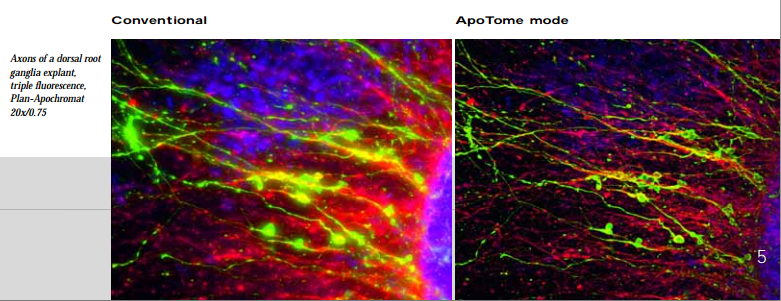 Conventional
ApoTome mode
Axons of a dorsal root
ganglia explant,
triple fluorescence,
Plan-Apochromat
20x/0.75
5